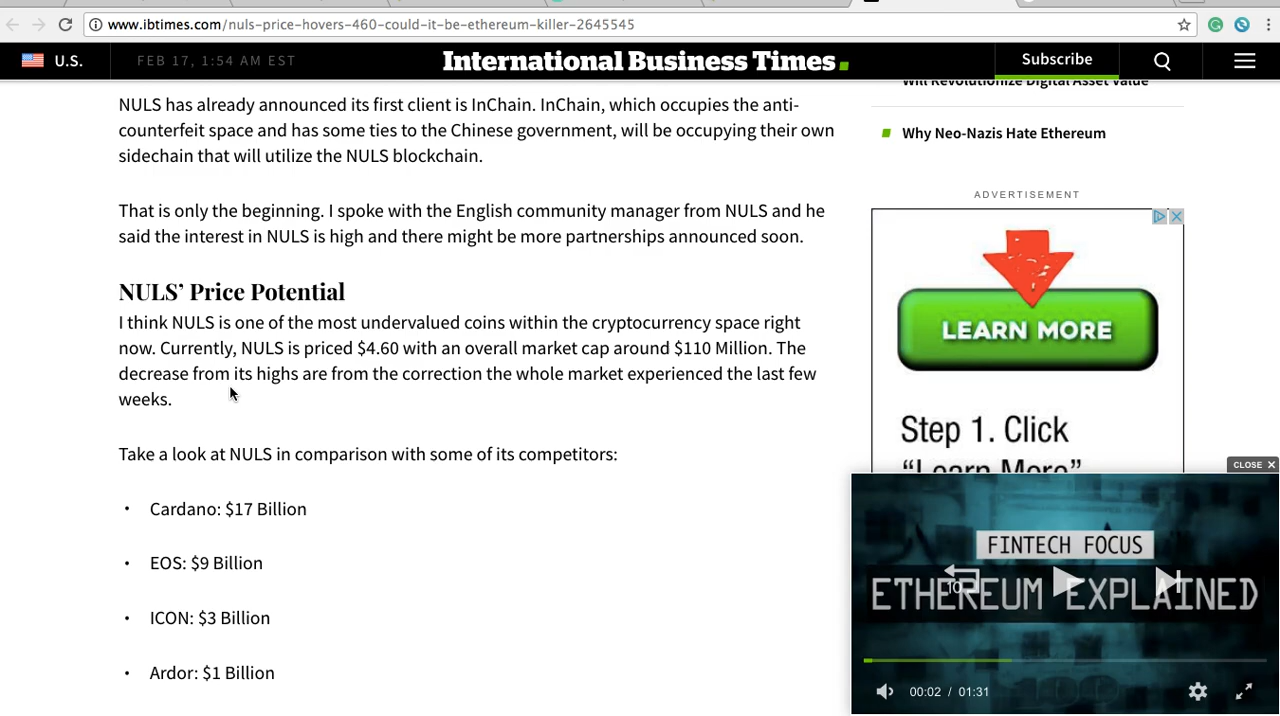 www.ibtimes.com/nuls-price-hovers-460-could-it-be-ethereum-killer-2645545
U.S.
FEB 17, 1:54 AM EST
International Business Times
Subscribe
NULS has already announced its first client is InChain. InChain, which occupies the anti-
counterfeit space and has some ties to the Chinese government, will be occupying their own
sidechain that will utilize the NULS blockchain.
That is only the beginning. I spoke with the English community manager from NULS and he
said the interest in NULS is high and there might be more partnerships announced soon.
NULS’ Price Potential
I think NULS is one of the most undervalued coins within the cryptocurrency space right
now. Currently, NULS is priced $4.60 with an overall market cap around $110 Million. The
decrease from its highs are from the correction the whole market experienced the last few
weeks.
Take a look at NULS in comparison with some of its competitors:
• Cardano: $17 Billion
• EOS: $9 Billion
• ICON: $3 Billion
• Ardor: $1 Billion
Will Revolutionize Digital Asset Value
Why Neo-Nazis Hate Ethereum
ADVERTISEMENT
LEARN MORE
Step 1. Click
“Learn More”
CLOSE
FINTECH FOCUS
10
ETHEREUM EXPLAINED
00:02 / 01:31